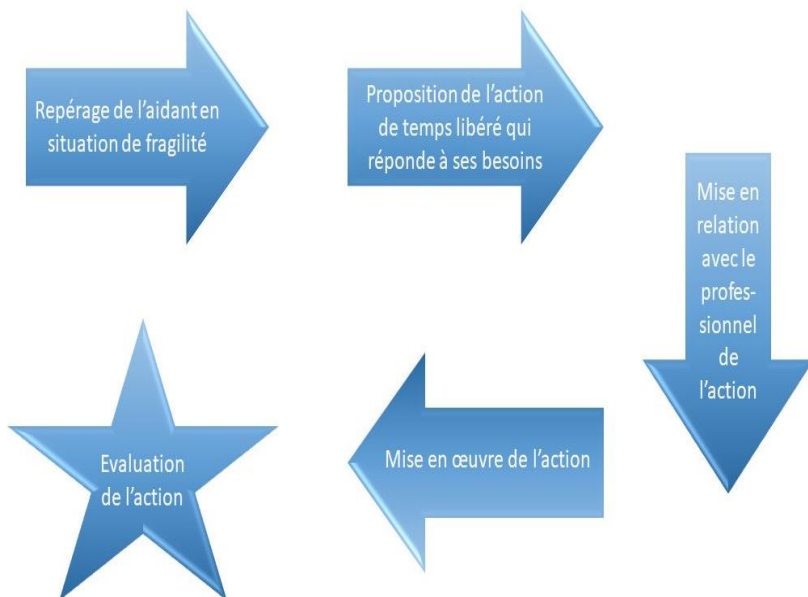 Repérage de l’aidant en
situation de fragilité
Proposition de l’action
de temps libéré qui
réponde à ses besoins
Mise en
relation
avec le
profes-
sionnel
de
l’action
Mise en œuvre de l’action
Evaluation
de l’action